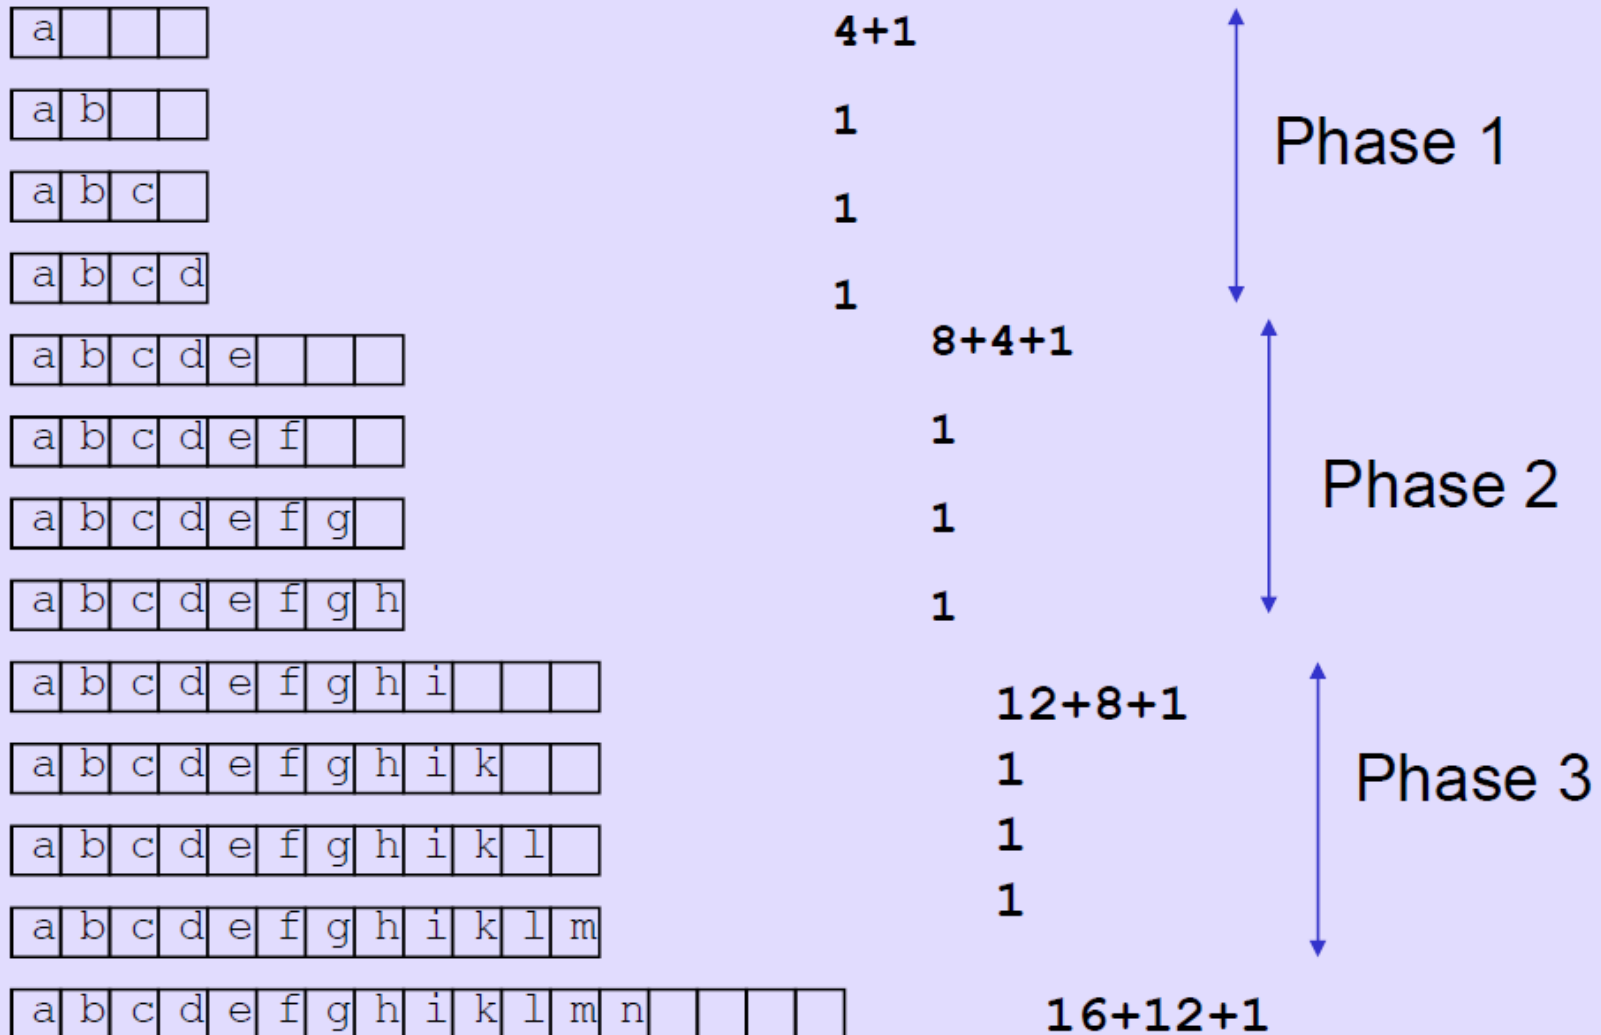 a 4+1
a b 1
Phase 1
a b c 1
a b c d 1
a b c d e 8+4+1
a b c d e f 1
Phase 2
a b c d e f g 1
a b c d e f g h 1
a b c d e f g h i 12+8+1
a b c d e f g h i k 1
Phase 3
a b c d e f g h i k l 1
a b c d e f g h i k l m 1
a b c d e f g h i k l m n 16+12+1